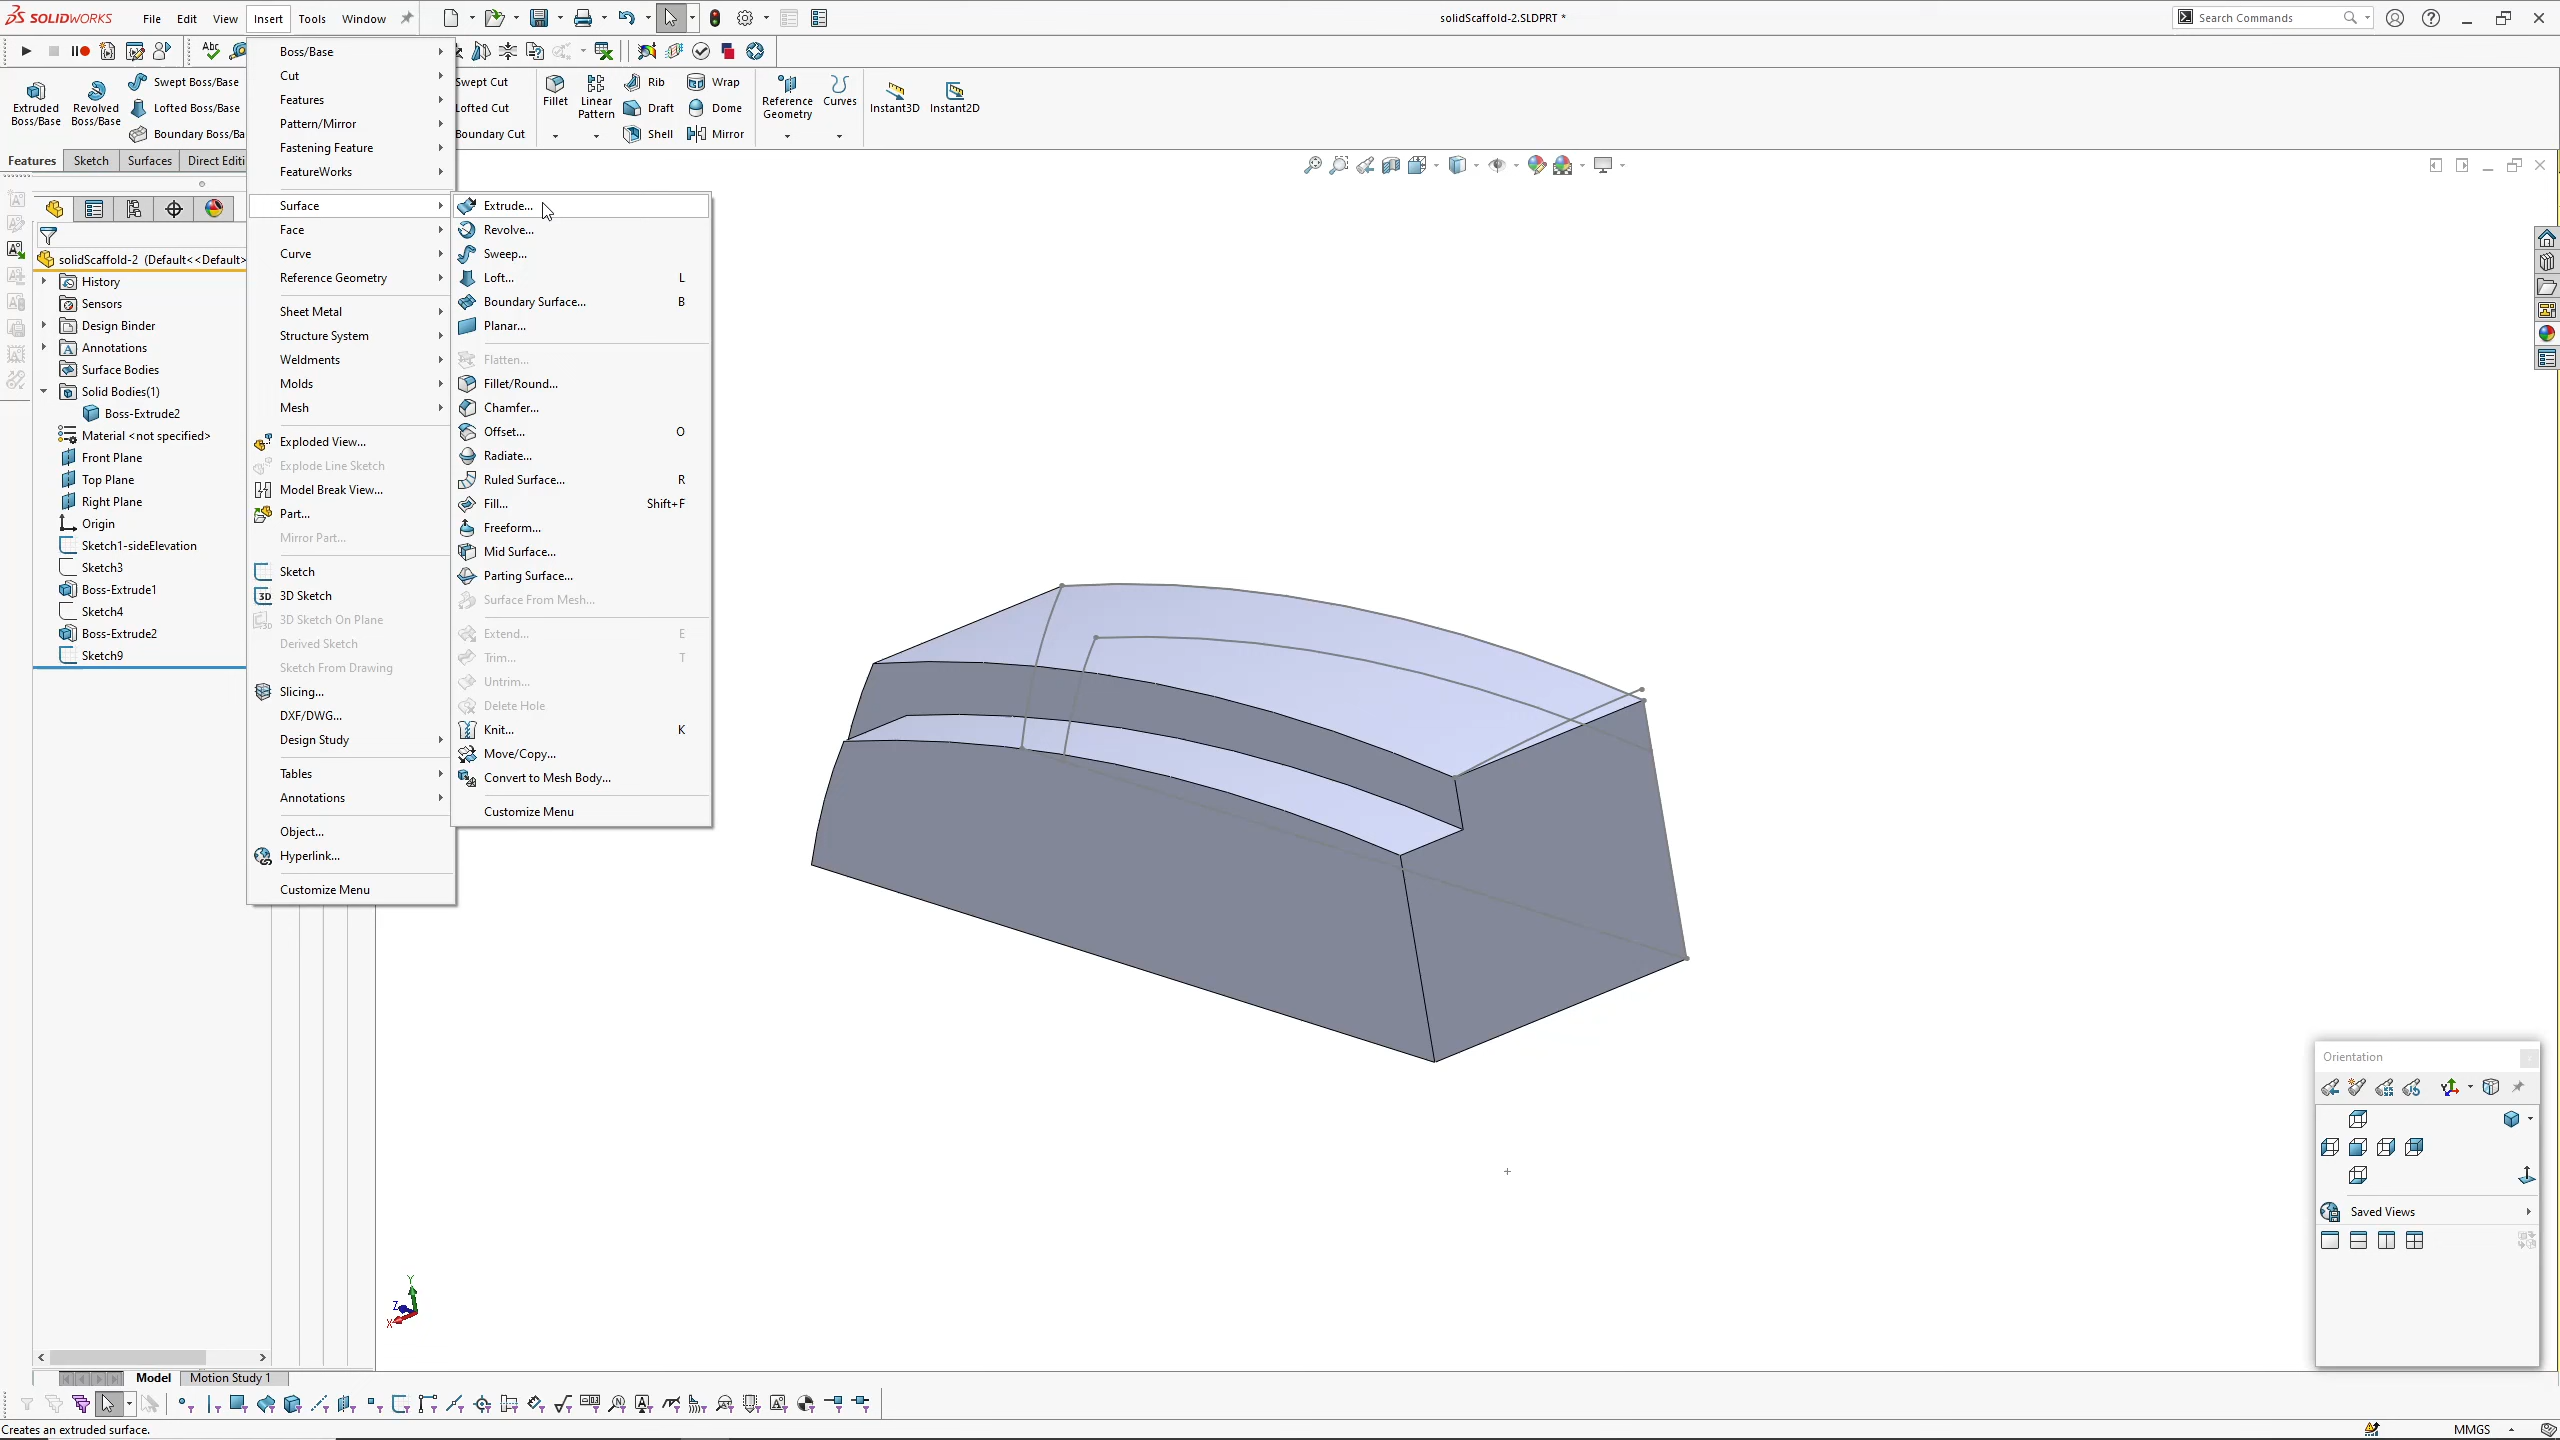 SOLIDWORKS File Edit View Insert Tools Window solidScaffold-2.SLDPRT * Search Commands
Extruded Boss/Base
Revolved Boss/Base
Swept Boss/Base
Lofted Boss/Base
Boundary Boss/Ba
Swept Cut
Lofted Cut
Boundary Cut
Fillet
Linear Pattern
Rib
Draft
Shell
Wrap
Dome
Mirror
Reference Geometry
Curves
Instant3D
Instant2D
Features Sketch Surfaces Direct Editi
solidScaffold-2 (Default<<Default>
History
Sensors
Design Binder
Annotations
Surface Bodies
Solid Bodies(1)
Boss-Extrude2
Material <not specified>
Front Plane
Top Plane
Right Plane
Origin
Sketch1-sideElevation
Sketch3
Boss-Extrude1
Sketch4
Boss-Extrude2
Sketch9
Boss/Base
Cut
Features
Pattern/Mirror
Fastening Feature
FeatureWorks
Surface
Face
Curve
Reference Geometry
Sheet Metal
Structure System
Weldments
Molds
Mesh
Exploded View...
Explode Line Sketch
Model Break View...
Part...
Mirror Part...
Sketch
3D 3D Sketch
3D Sketch On Plane
Derived Sketch
Sketch From Drawing
Slicing...
DXF/DWG...
Design Study
Tables
Annotations
Object...
Hyperlink...
Customize Menu
Extrude...
Revolve...
Sweep...
Loft... L
Boundary Surface... B
Planar...
Flatten...
Fillet/Round...
Chamfer...
Offset... O
Radiate...
Ruled Surface... R
Fill... Shift+F
Freeform...
Mid Surface...
Parting Surface...
Surface From Mesh...
Extend... E
Trim... T
Untrim...
Delete Hole
Knit... K
Move/Copy...
Convert to Mesh Body...
Customize Menu
Orientation
Saved Views
Y
Z
X
Model Motion Study 1
Creates an extruded surface. MMGS